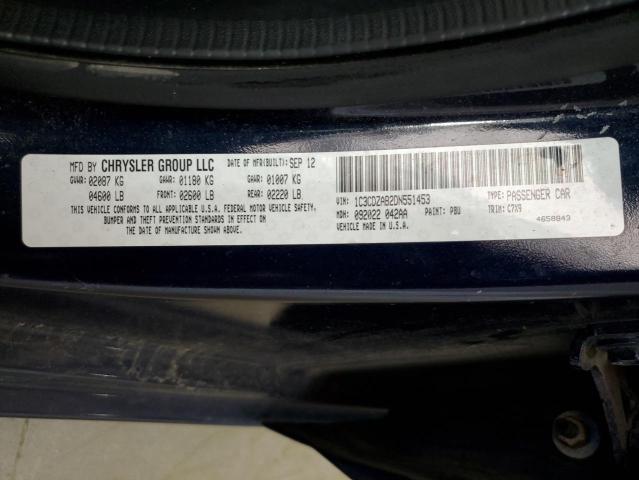 MFD BY CHRYSLER GROUP LLC DATE OF MFR(BUILT): SEP 12
GVWR: 02087 KG GAWR: 01180 KG GAWR: 01007 KG
04600 LB FRONT: 02600 LB REAR: 02220 LB
THIS VEHICLE CONFORMS TO ALL APPLICABLE U.S.A. FEDERAL MOTOR VEHICLE SAFETY,
BUMPER AND THEFT PREVENTION STANDARDS IN EFFECT ON
THE DATE OF MANUFACTURE SHOWN ABOVE.
VIN: 1C3CDZAB2DN551453 TYPE: PASSENGER CAR
MDH: 092022 042AA PAINT: PBU TRIM: C7X9
VEHICLE MADE IN U.S.A. 4658843